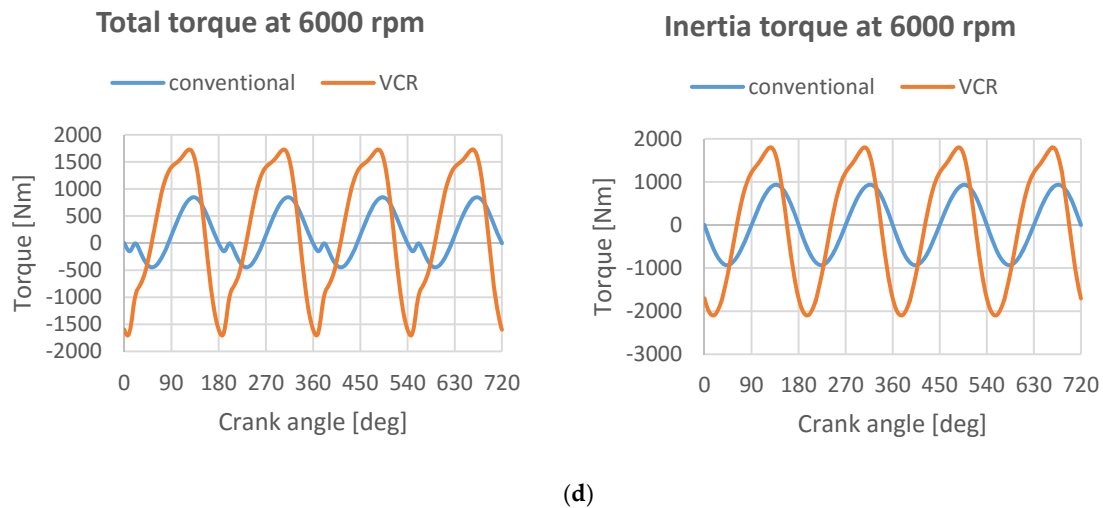 Total torque at 6000 rpm
conventional VCR
Torque [Nm]
2000
1500
1000
500
0
-500
-1000
-1500
-2000
0 90 180 270 360 450 540 630 720
Crank angle [deg]
Inertia torque at 6000 rpm
conventional VCR
Torque [Nm]
2000
1000
0
-1000
-2000
-3000
0 90 180 270 360 450 540 630 720
Crank angle [deg]
(d)